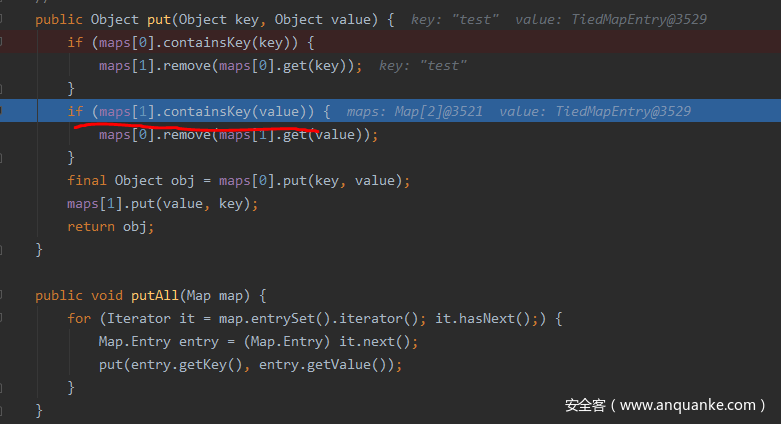 public Object put(Object key, Object value) {  key: "test"  value: TiedMapEntry@3529
if (maps[0].containsKey(key)) {
maps[1].remove(maps[0].get(key));  key: "test"
}
if (maps[1].containsKey(value)) {  maps: Map[2]@3521  value: TiedMapEntry@3529
maps[0].remove(maps[1].get(value));
}
final Object obj = maps[0].put(key, value);
maps[1].put(value, key);
return obj;
}
public void putAll(Map map) {
for (Iterator it = map.entrySet().iterator(); it.hasNext();) {
Map.Entry entry = (Map.Entry) it.next();
put(entry.getKey(), entry.getValue());
}
}
安全客（www.anquanke.com）